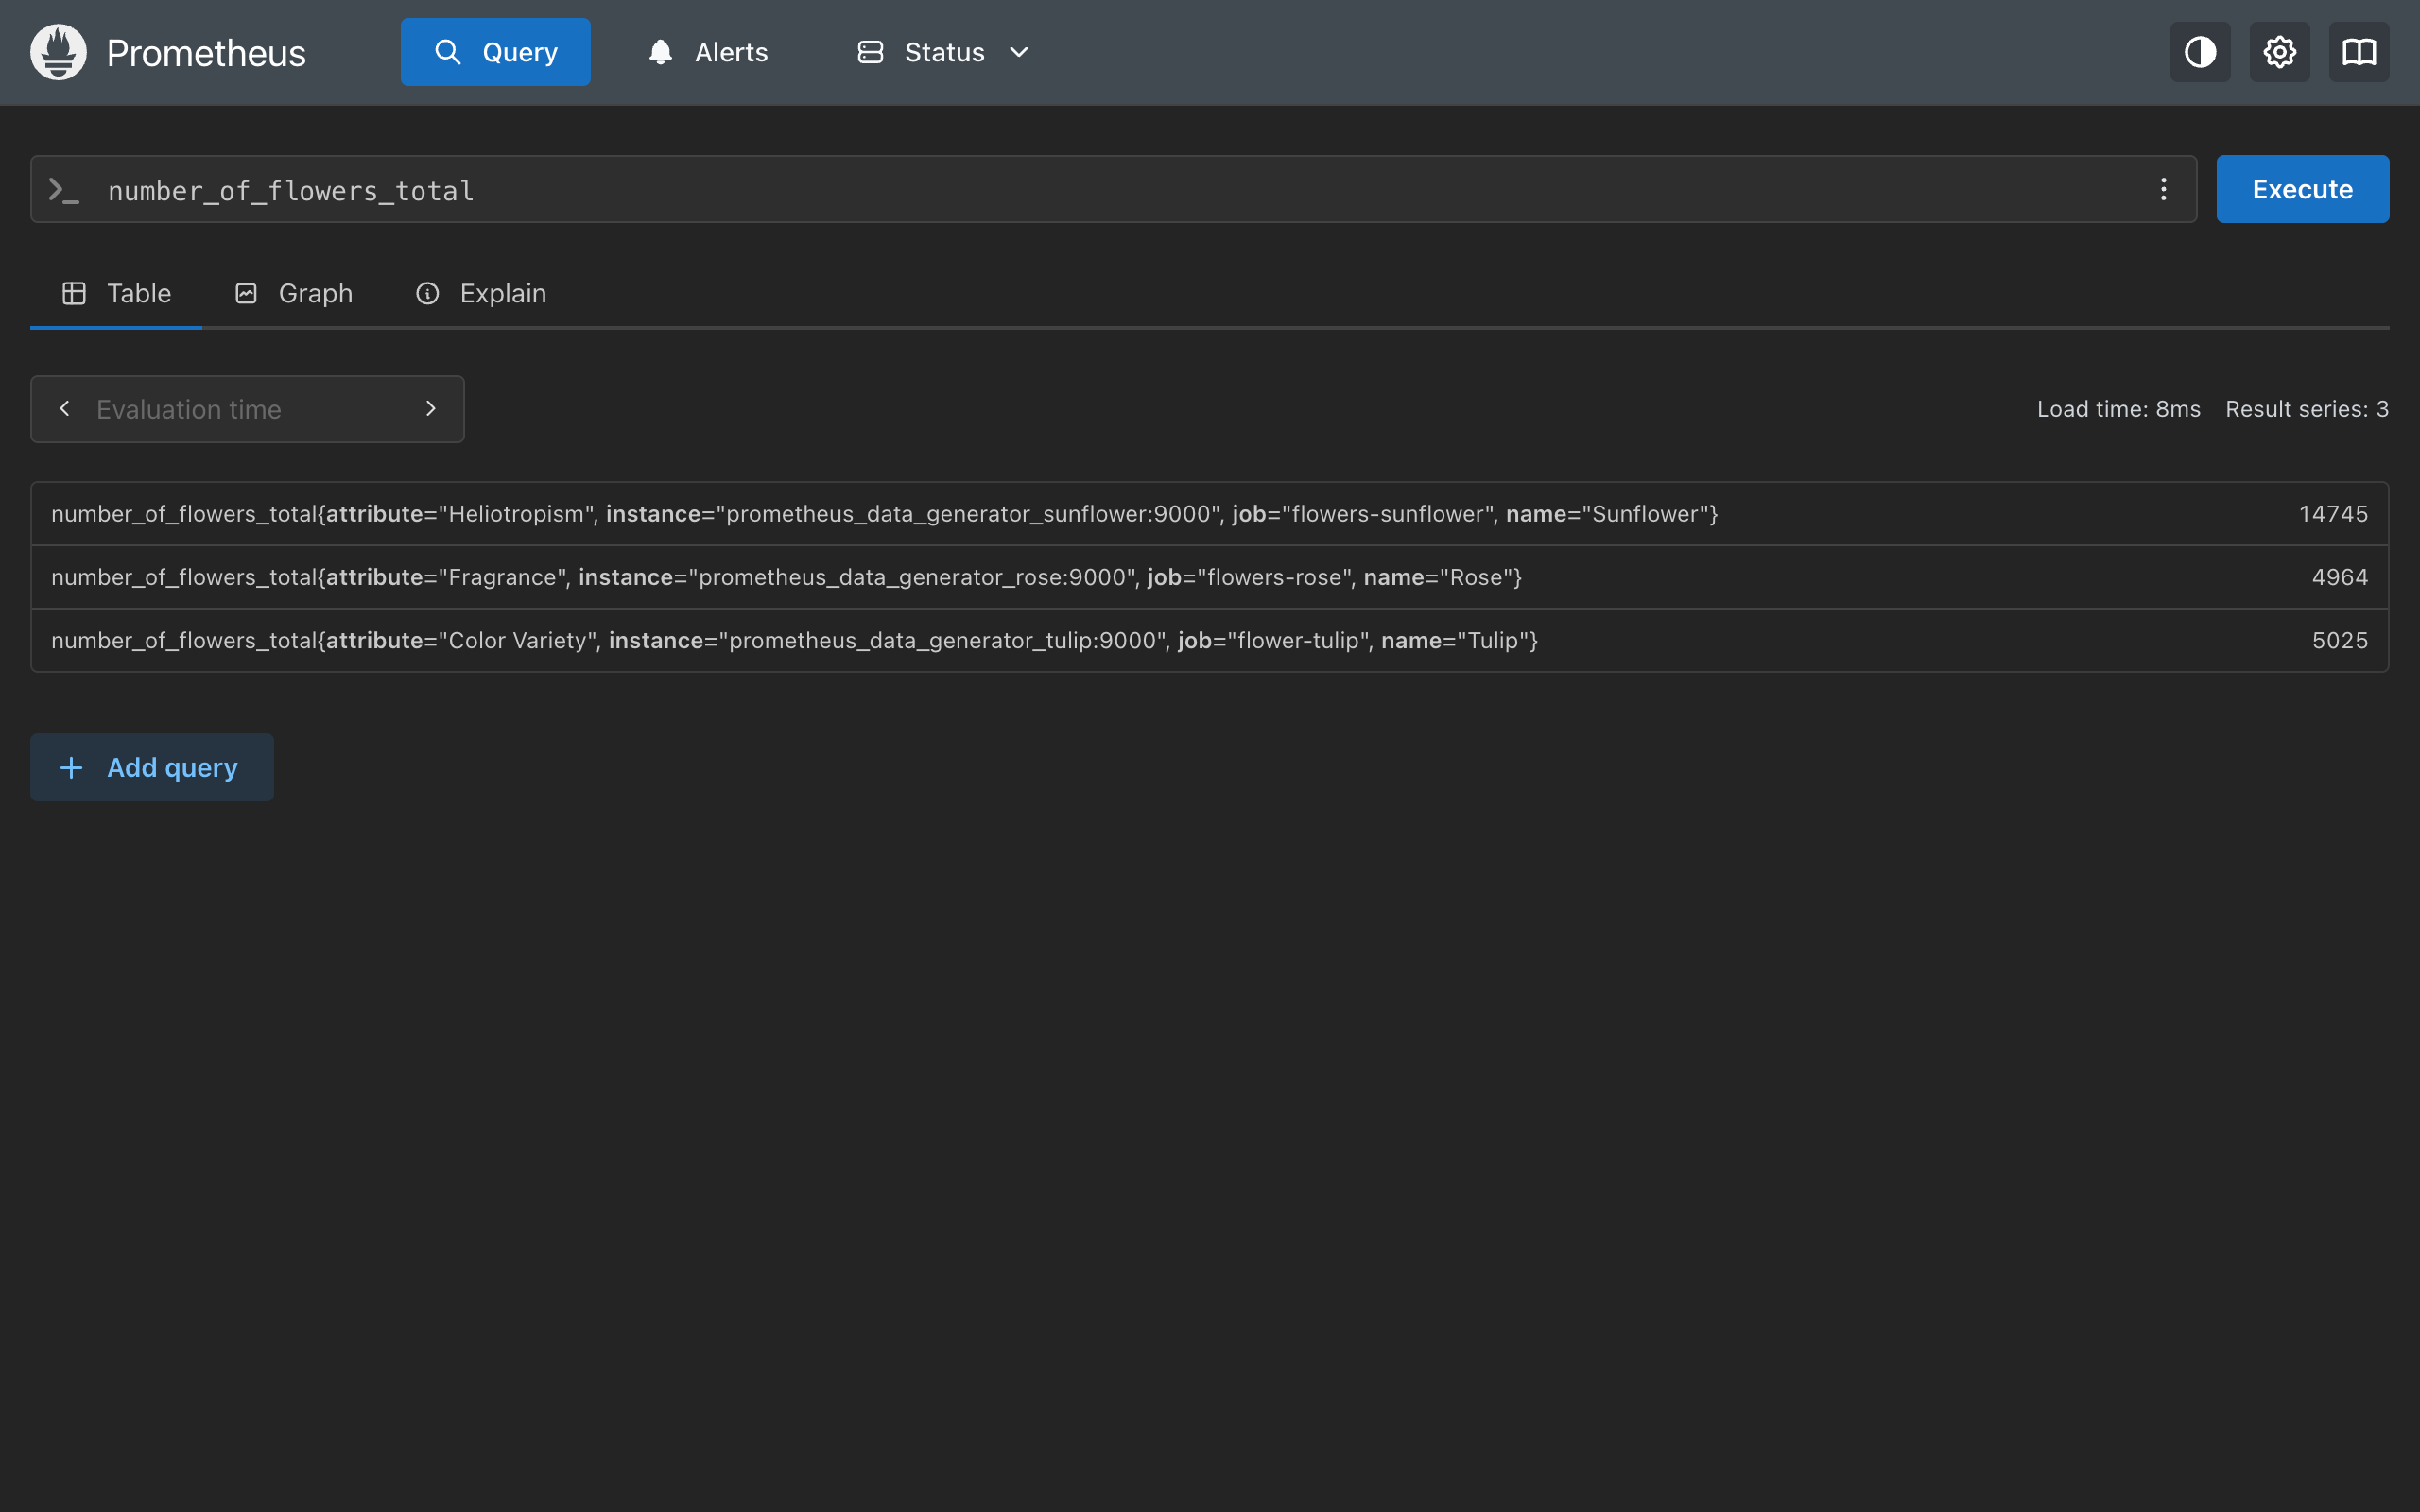 Prometheus Query Alerts Status
number_of_flowers_total Execute
Table Graph Explain
Evaluation time Load time: 8ms Result series: 3
number_of_flowers_total{attribute="Heliotropism", instance="prometheus_data_generator_sunflower:9000", job="flowers-sunflower", name="Sunflower"} 14745
number_of_flowers_total{attribute="Fragrance", instance="prometheus_data_generator_rose:9000", job="flowers-rose", name="Rose"} 4964
number_of_flowers_total{attribute="Color Variety", instance="prometheus_data_generator_tulip:9000", job="flower-tulip", name="Tulip"} 5025
Add query